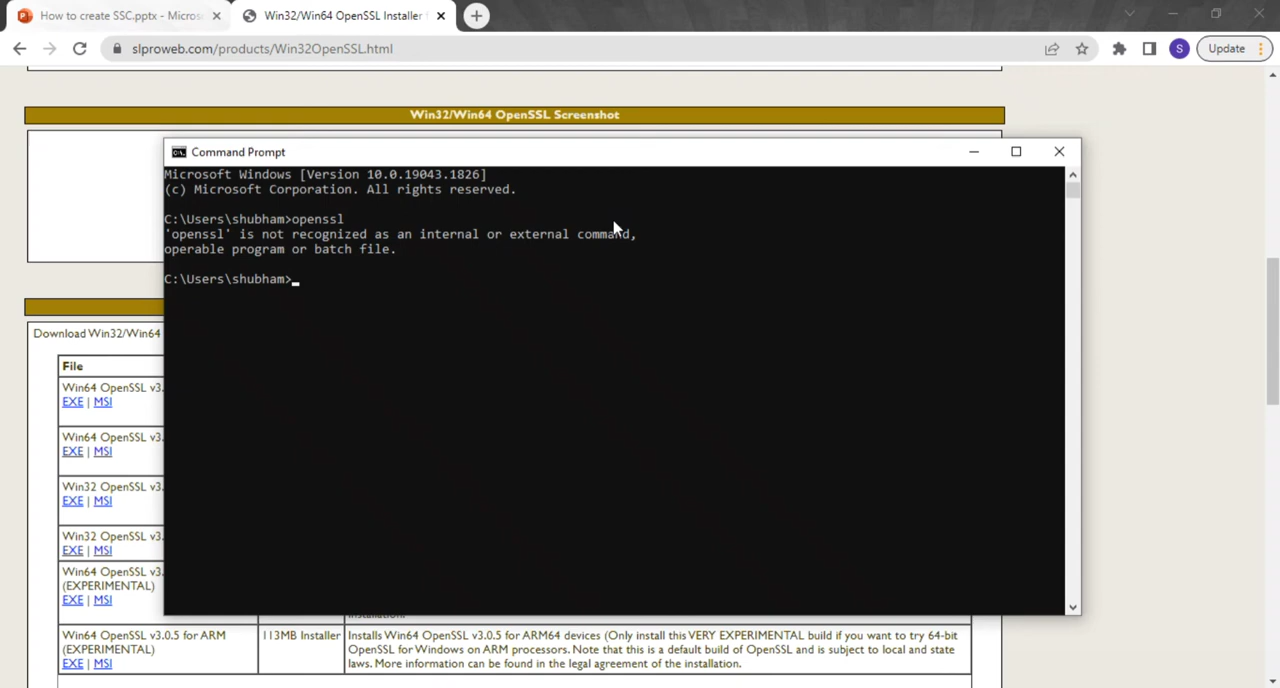 How to create SSC.pptx - Micros
Win32/Win64 OpenSSL Installer
slproweb.com/products/Win32OpenSSL.html
S
Update
Win32/Win64 OpenSSL Screenshot
Command Prompt
Microsoft Windows [Version 10.0.19043.1826]
(c) Microsoft Corporation. All rights reserved.
C:\Users\shubham>openssl
'openssl' is not recognized as an internal or external command,
operable program or batch file.
C:\Users\shubham>
Download Win32/Win64
File
Win64 OpenSSL v3.
EXE | MSI
Win64 OpenSSL v3.
EXE | MSI
Win32 OpenSSL v3.
EXE | MSI
Win32 OpenSSL v3.
EXE | MSI
Win64 OpenSSL v3.
(EXPERIMENTAL)
EXE | MSI
installation.
Win64 OpenSSL v3.0.5 for ARM
(EXPERIMENTAL)
EXE | MSI
113MB Installer
Installs Win64 OpenSSL v3.0.5 for ARM64 devices (Only install this VERY EXPERIMENTAL build if you want to try 64-bit
OpenSSL for Windows on ARM processors. Note that this is a default build of OpenSSL and is subject to local and state
laws. More information can be found in the legal agreement of the installation.